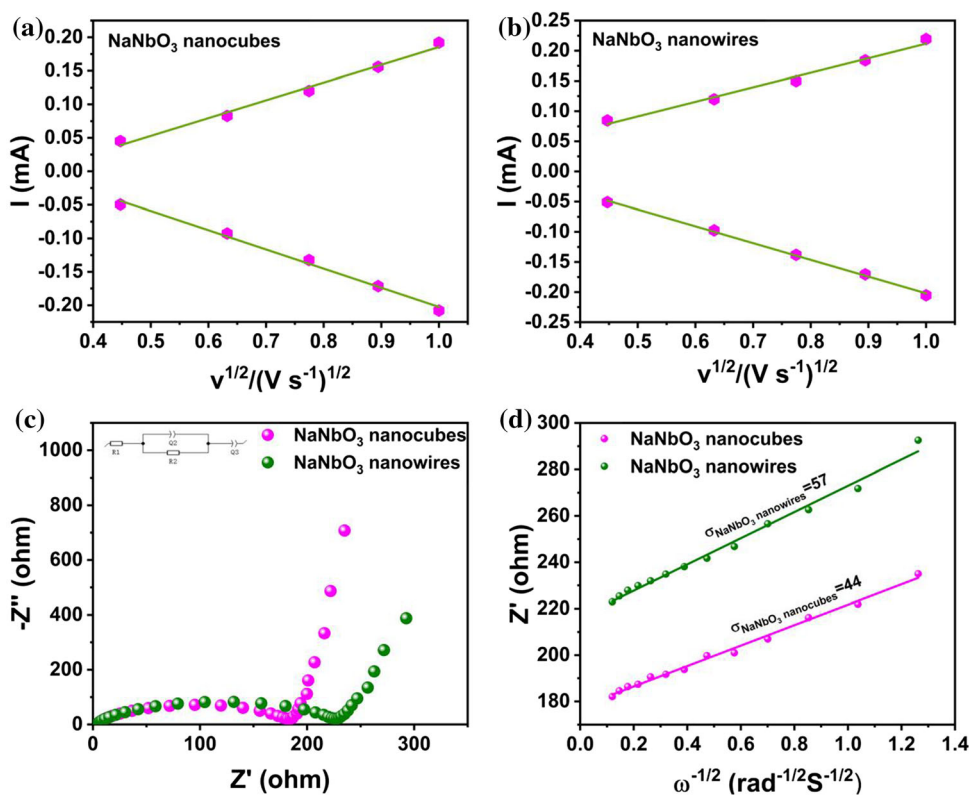 (a)
NaNbO₃ nanocubes
0.20
0.15
0.10
0.05
0.00
-0.05
-0.10
-0.15
-0.20
I (mA)
0.4 0.5 0.6 0.7 0.8 0.9 1.0
v^1/2/(V s^-1)^1/2
(b)
NaNbO₃ nanowires
0.25
0.20
0.15
0.10
0.05
0.00
-0.05
-0.10
-0.15
-0.20
-0.25
I (mA)
0.4 0.5 0.6 0.7 0.8 0.9 1.0
v^1/2/(V s^-1)^1/2
(c)
R1 Q2 R2 Q3
NaNbO₃ nanocubes
NaNbO₃ nanowires
1000
800
600
400
200
0
-Z'' (ohm)
0 100 200 300
Z' (ohm)
(d)
NaNbO₃ nanocubes
NaNbO₃ nanowires
σNaNbO₃ nanowires=57
σNaNbO₃ nanocubes=44
300
280
260
240
220
200
180
160
Z' (ohm)
0.0 0.2 0.4 0.6 0.8 1.0 1.2 1.4
ω^-1/2 (rad^-1/2S^-1/2)